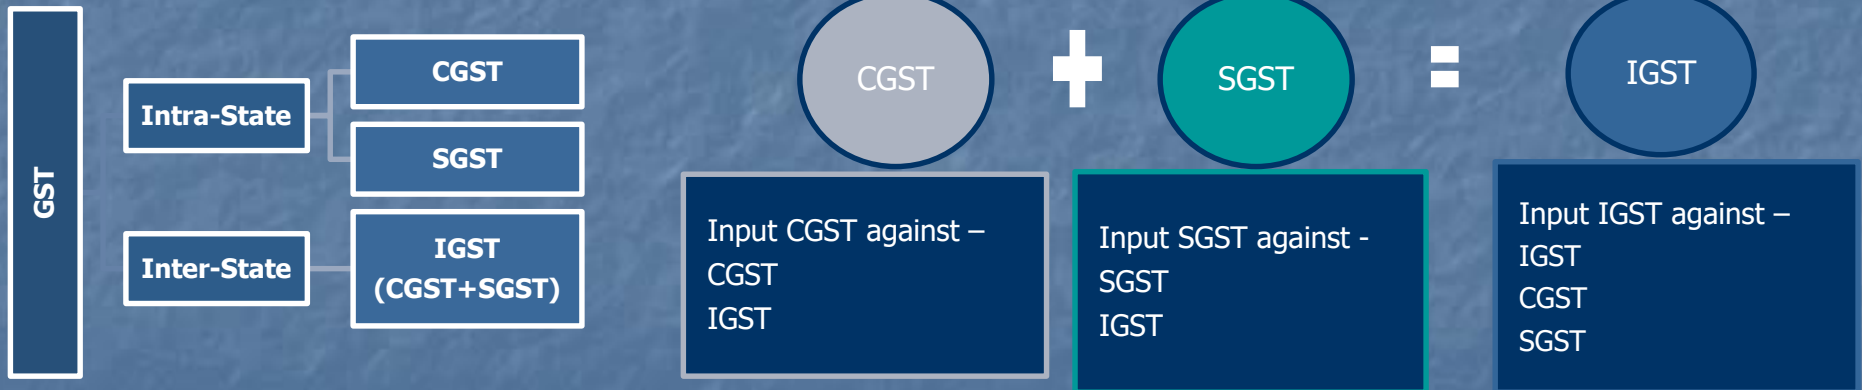 GST
Intra-State
CGST
SGST
Inter-State
IGST
(CGST+SGST)
CGST
+
SGST
=
IGST
Input CGST against –
CGST
IGST
Input SGST against -
SGST
IGST
Input IGST against –
IGST
CGST
SGST